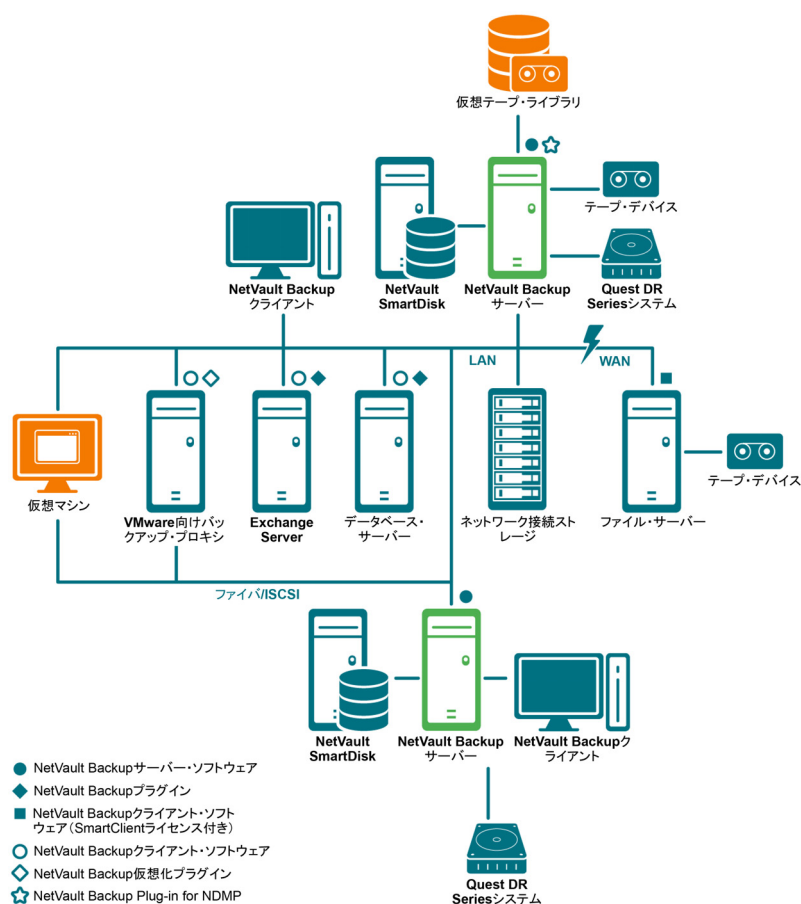 仮想テープ・ライブラリ
テープ・デバイス
NetVault Backup
クライアント
NetVault
SmartDisk
NetVault Backup
サーバー
Quest DR
Seriesシステム
LAN
WAN
仮想マシン
VMware向けバッ
クアップ・プロキシ
Exchange
Server
データベース・
サーバー
ネットワーク接続スト
レージ
ファイル・サーバー
テープ・デバイス
ファイバ/ISCSI
NetVault
SmartDisk
NetVault Backup
サーバー
NetVault Backupク
ライアント
Quest DR
Seriesシステム
NetVault Backupサーバー・ソフトウェア
NetVault Backupプラグイン
NetVault Backupクライアント・ソフト
ウェア（SmartClientライセンス付き）
NetVault Backupクライアント・ソフトウェア
NetVault Backup仮想化プラグイン
NetVault Backup Plug-in for NDMP